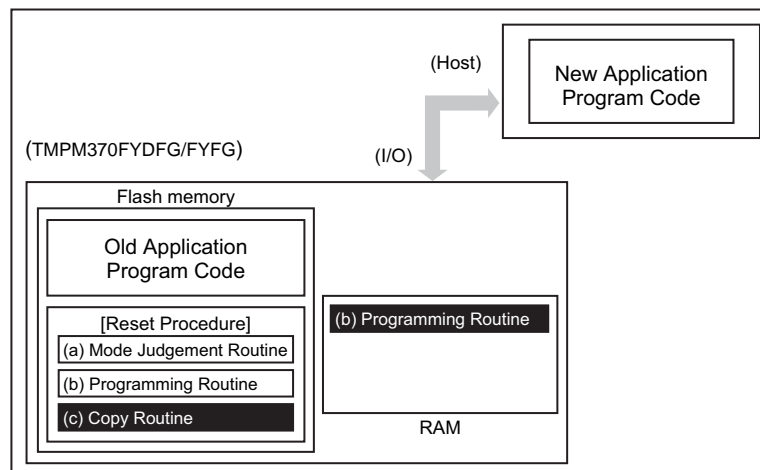 (Host)
New Application
Program Code
(TMPM370FYDFG/FYFG)
(I/O)
Flash memory
Old Application
Program Code
[Reset Procedure]
(a) Mode Judgement Routine
(b) Programming Routine
(c) Copy Routine
(b) Programming Routine
RAM